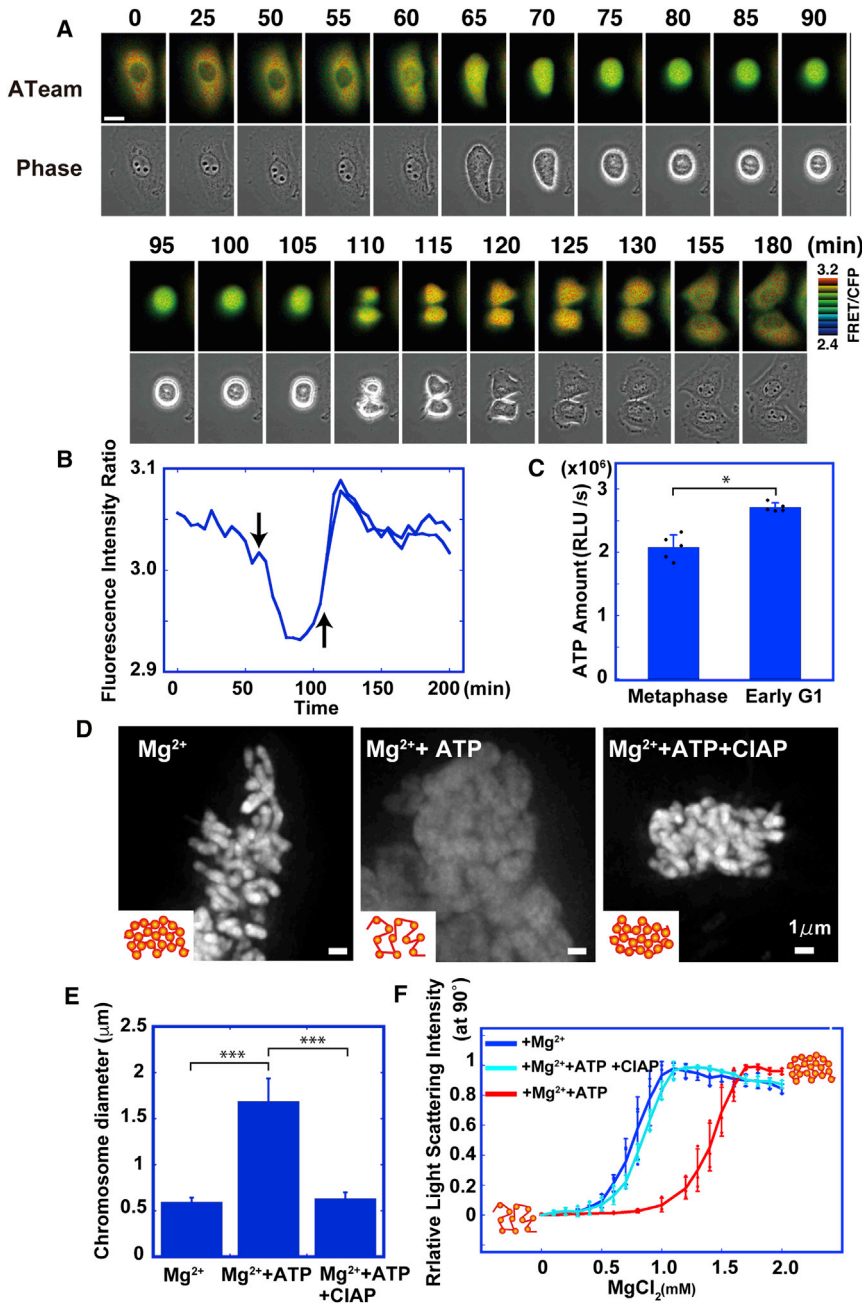 A
0 25 50 55 60 65 70 75 80 85 90
ATeam
Phase
95 100 105 110 115 120 125 130 155 180 (min)
3.2
FRET/CFP
2.4
B
Fluorescence Intensity Ratio
3.1
3.0
2.9
0 50 100 150 200 (min)
Time
C
(x10⁶)
ATP Amount (RLU /s)
*
3
2
1
0
Metaphase Early G1
D
Mg²⁺
Mg²⁺+ ATP
Mg²⁺+ATP+CIAP
1μm
E
Chromosome diameter (μm)
2.5
2
1.5
1
0.5
0
*** ***
Mg²⁺ Mg²⁺+ATP Mg²⁺+ATP
+CIAP
F
Rrlative Light Scattering Intensity
(at 90°)
+Mg²⁺
+Mg²⁺+ATP +CIAP
+Mg²⁺+ATP
1
0.8
0.6
0.4
0.2
0
0 0.5 1.0 1.5 2.0
MgCl₂(mM)